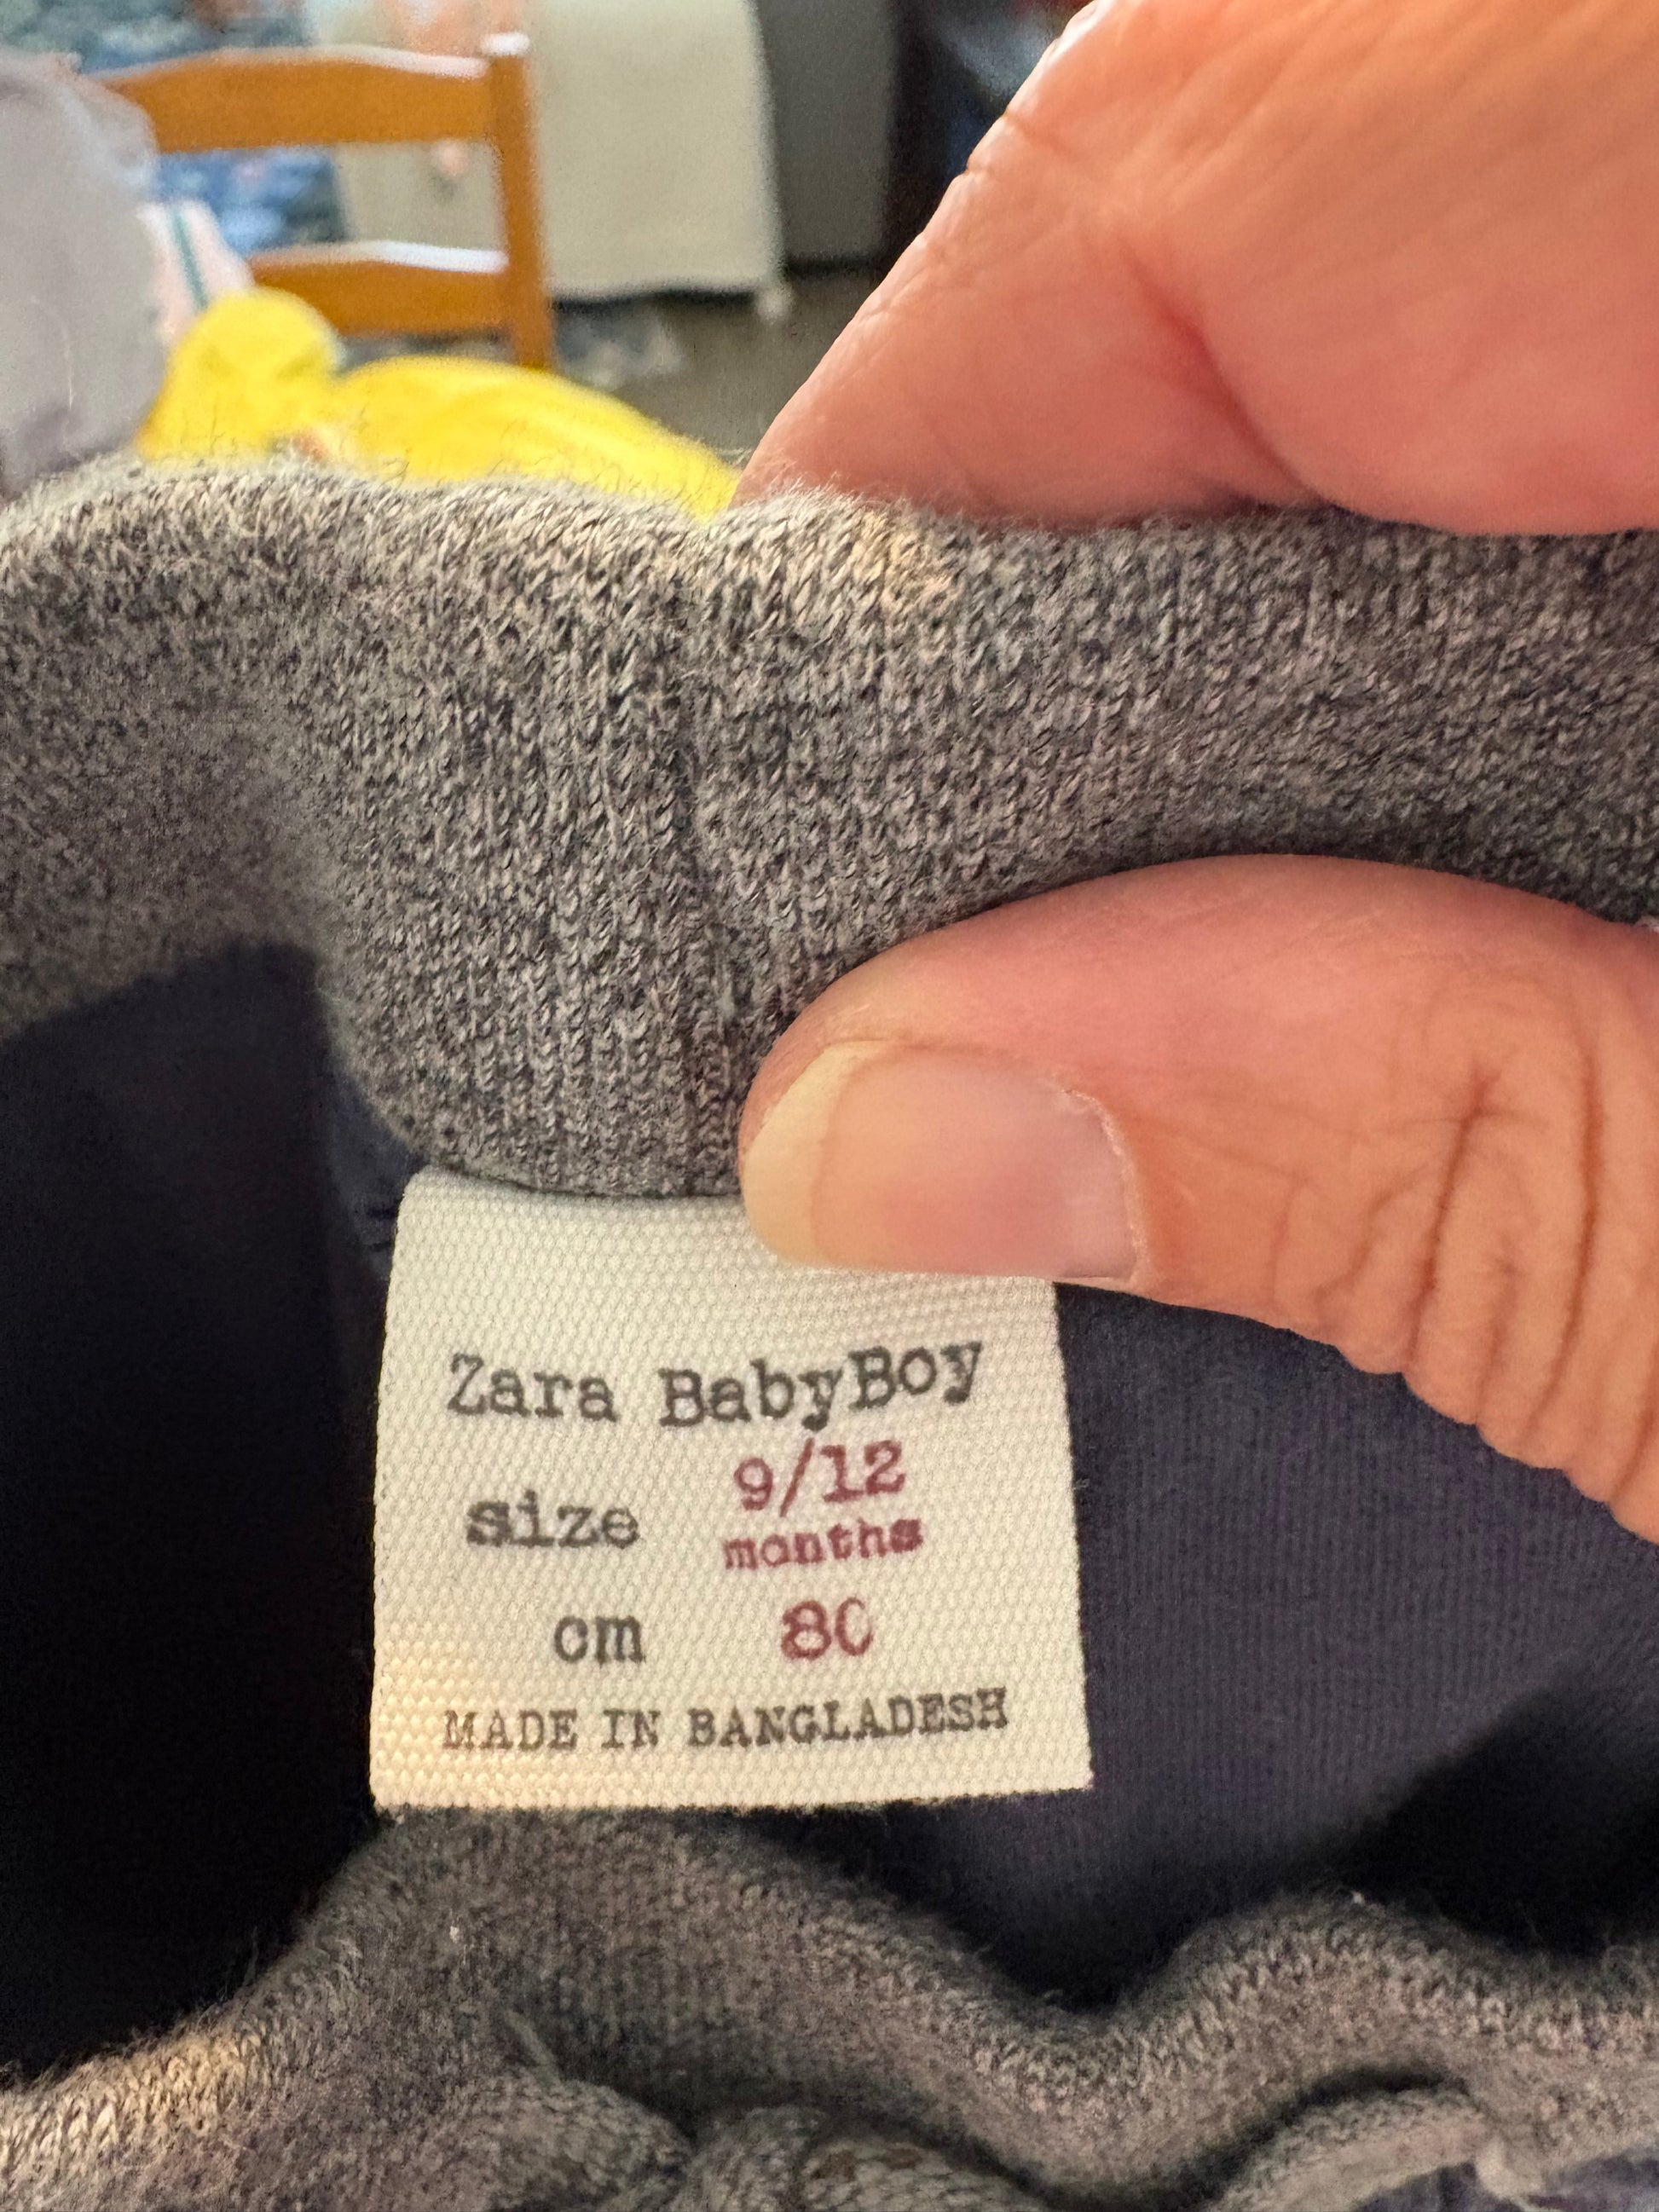 Zara BabyBoy
size 9/12
months
cm 80
MADE IN BANGLADESH